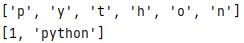 ['p', 'y', 't', 'h', 'o', 'n']
[1, 'python']